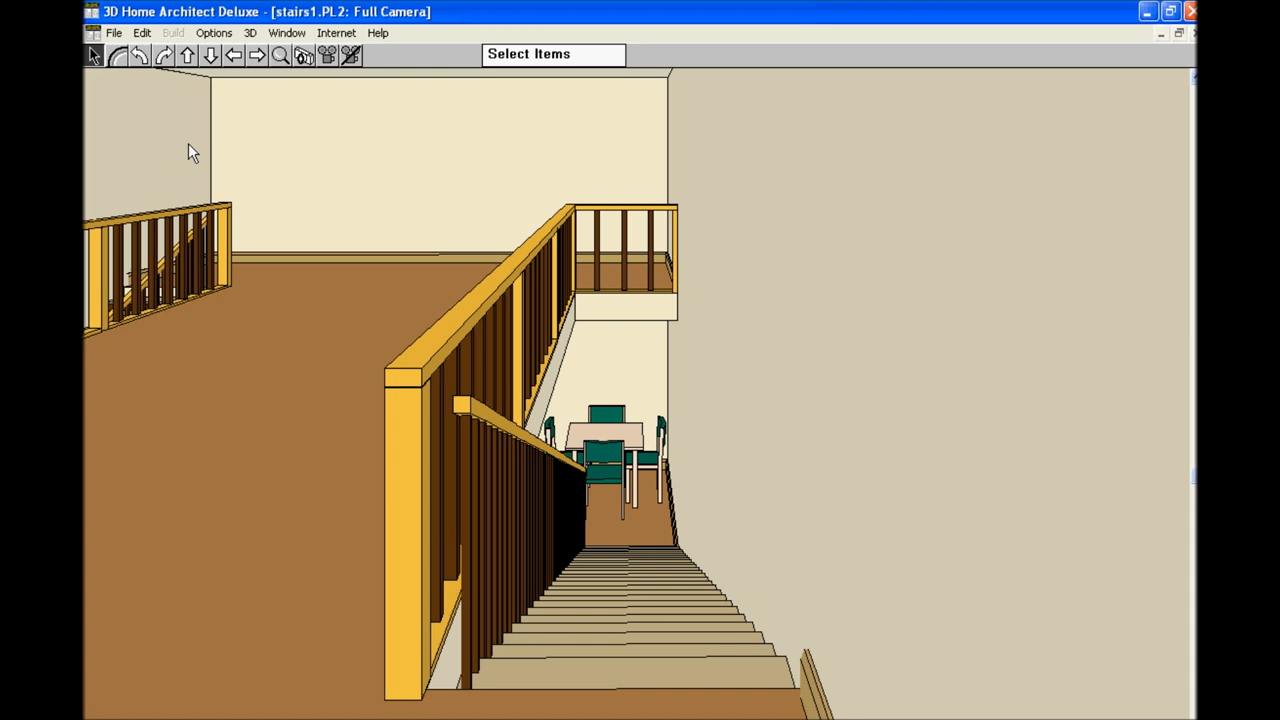 3D Home Architect Deluxe - [stairs1.PL2: Full Camera]
File Edit Build Options 3D Window Internet Help
Select Items